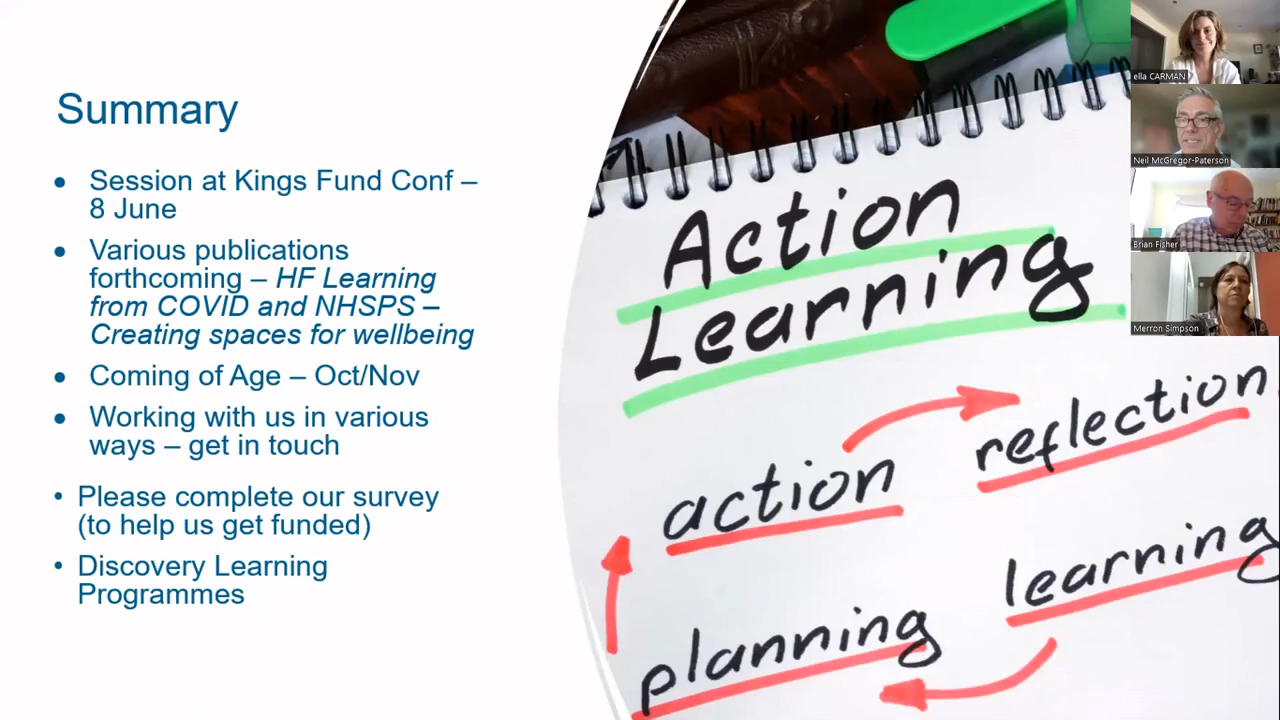 Summary
Session at Kings Fund Conf –
8 June
Various publications
forthcoming – HF Learning
from COVID and NHSPS –
Creating spaces for wellbeing
Coming of Age – Oct/Nov
Working with us in various
ways – get in touch
Please complete our survey
(to help us get funded)
Discovery Learning
Programmes
Action
Learning
action
reflection
learning
planning
ella CARMAN
Neil McGregor-Paterson
Brian Fisher
Merron Simpson